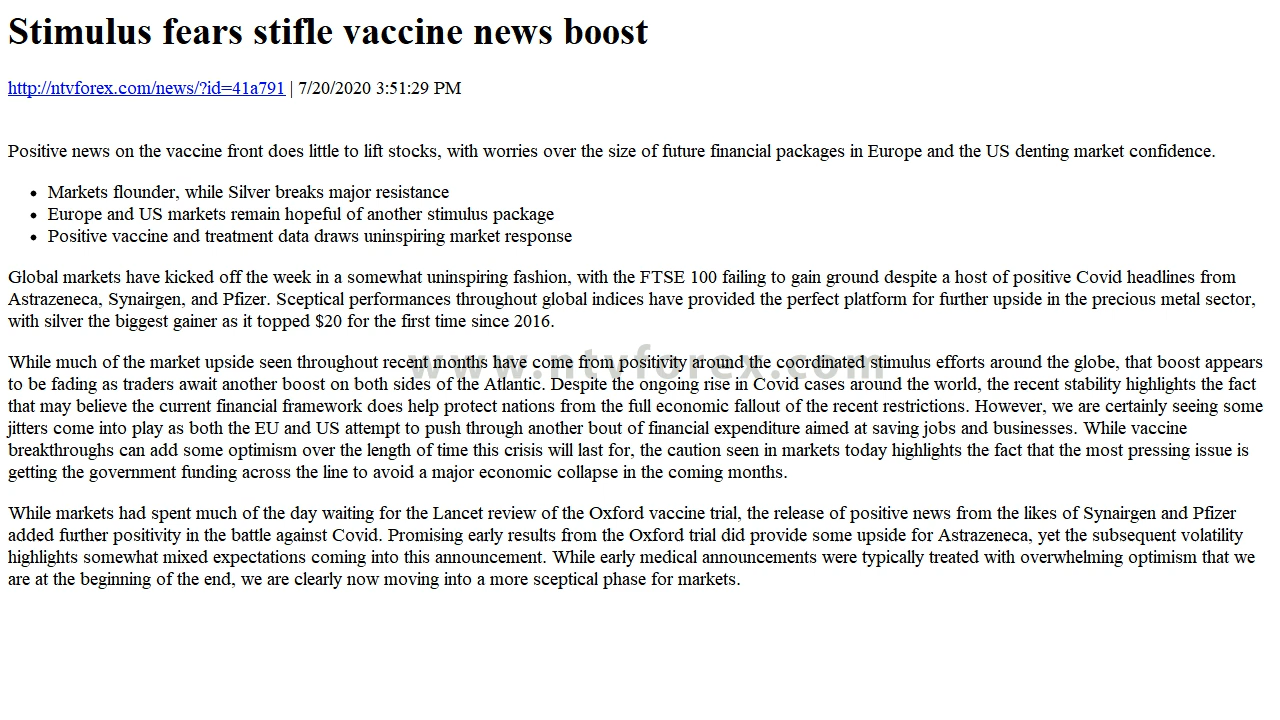 Stimulus fears stifle vaccine news boost
http://ntvforex.com/news/?id=41a791 | 7/20/2020 3:51:29 PM
Positive news on the vaccine front does little to lift stocks, with worries over the size of future financial packages in Europe and the US denting market confidence.
• Markets flounder, while Silver breaks major resistance
• Europe and US markets remain hopeful of another stimulus package
• Positive vaccine and treatment data draws uninspiring market response
Global markets have kicked off the week in a somewhat uninspiring fashion, with the FTSE 100 failing to gain ground despite a host of positive Covid headlines from
Astrazeneca, Synairgen, and Pfizer. Sceptical performances throughout global indices have provided the perfect platform for further upside in the precious metal sector,
with silver the biggest gainer as it topped $20 for the first time since 2016.
While much of the market upside seen throughout recent months have come from positivity around the coordinated stimulus efforts around the globe, that boost appears
www.ntvforex.com
to be fading as traders await another boost on both sides of the Atlantic. Despite the ongoing rise in Covid cases around the world, the recent stability highlights the fact
that may believe the current financial framework does help protect nations from the full economic fallout of the recent restrictions. However, we are certainly seeing some
jitters come into play as both the EU and US attempt to push through another bout of financial expenditure aimed at saving jobs and businesses. While vaccine
breakthroughs can add some optimism over the length of time this crisis will last for, the caution seen in markets today highlights the fact that the most pressing issue is
getting the government funding across the line to avoid a major economic collapse in the coming months.
While markets had spent much of the day waiting for the Lancet review of the Oxford vaccine trial, the release of positive news from the likes of Synairgen and Pfizer
added further positivity in the battle against Covid. Promising early results from the Oxford trial did provide some upside for Astrazeneca, yet the subsequent volatility
highlights somewhat mixed expectations coming into this announcement. While early medical announcements were typically treated with overwhelming optimism that we
are at the beginning of the end, we are clearly now moving into a more sceptical phase for markets.